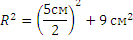 R² = (5см/2)² + 9 см²